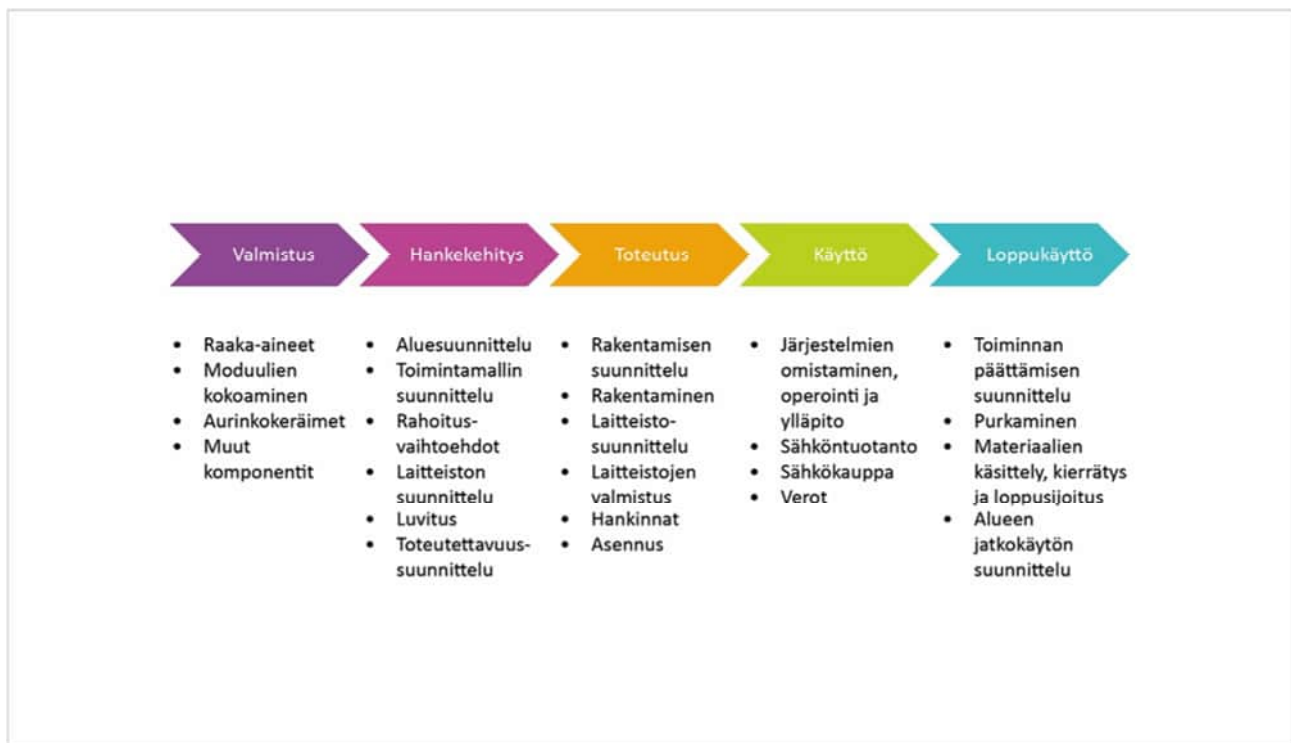 Valmistus
Hankekehitys
Toteutus
Käyttö
Loppukäyttö
• Raaka-aineet
• Moduulien
kokoaminen
• Aurinkokeräimet
• Muut
komponentit
• Aluesuunnittelu
• Toimintamallin
suunnittelu
• Rahoitus-
vaihtoehdot
• Laitteiston
suunnittelu
• Luvitus
• Toteutettavuus-
suunnittelu
• Rakentamisen
suunnittelu
• Rakentaminen
• Laitteisto-
suunnittelu
• Laitteistojen
valmistus
• Hankinnat
• Asennus
• Järjestelmien
omistaminen,
operointi ja
ylläpito
• Sähköntuotanto
• Sähkökauppa
• Verot
• Toiminnan
päättämisen
suunnittelu
• Purkaminen
• Materiaalien
käsittely, kierrätys
ja loppusijoitus
• Alueen
jatkokäytön
suunnittelu